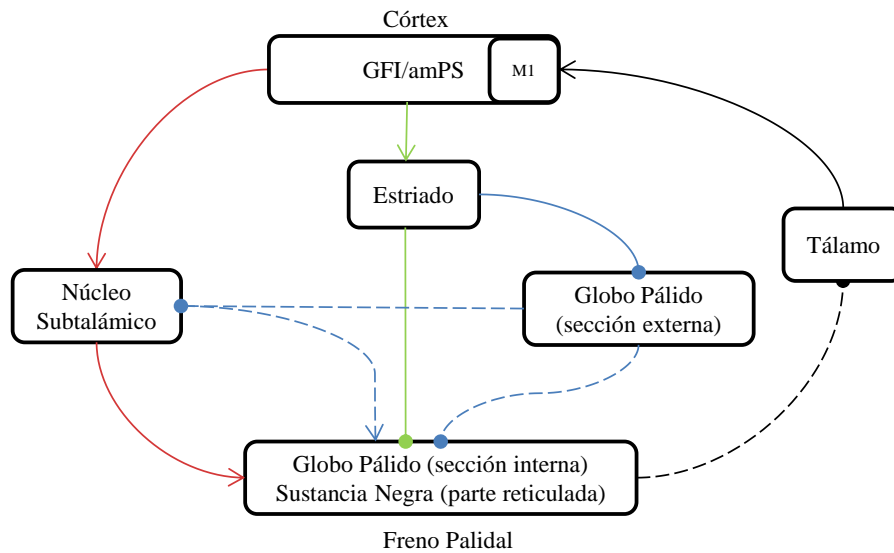 Córtex
GFI/amPS
M1
Estriado
Tálamo
Núcleo
Subtalámico
Globo Pálido
(sección externa)
Globo Pálido (sección interna)
Sustancia Negra (parte reticulada)
Freno Palidal